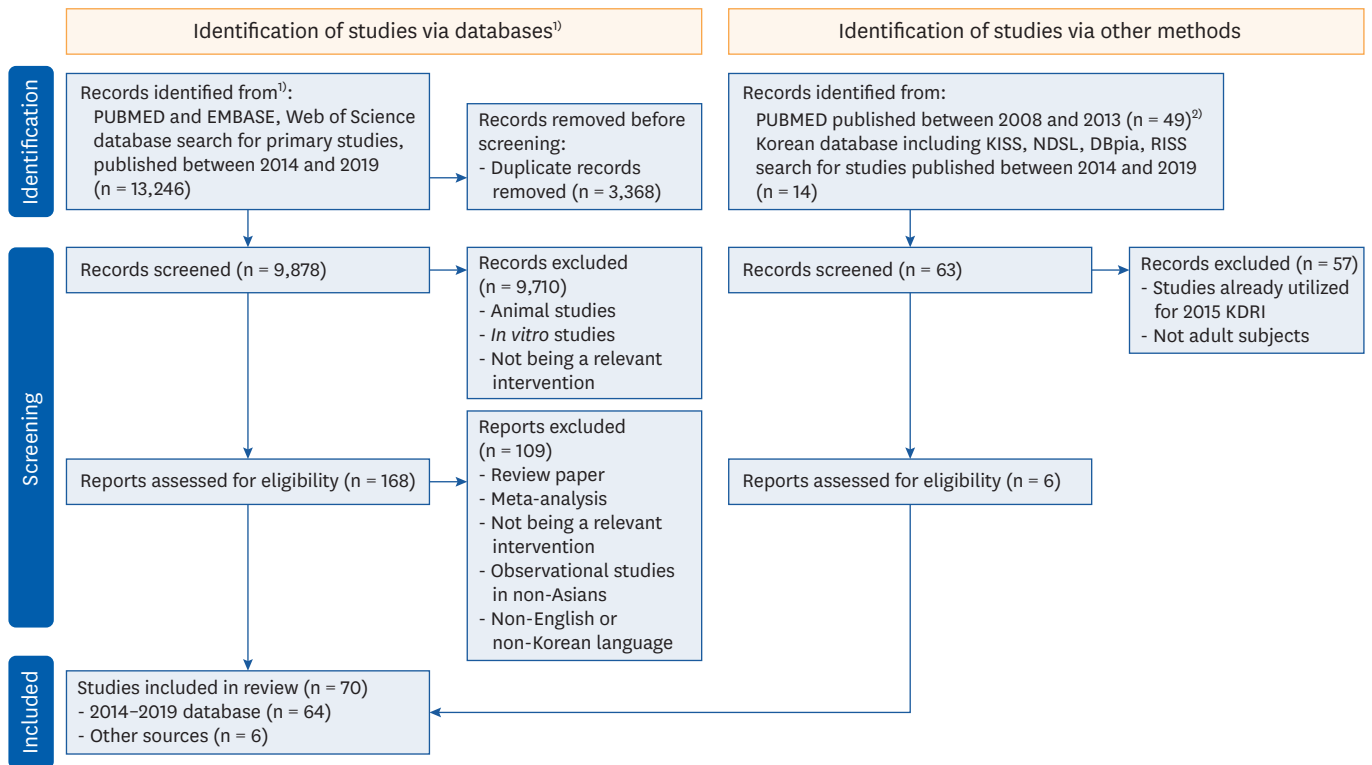 Identification of studies via databases1)
Identification of studies via other methods
Identification
Records identified from1):
PUBMED and EMBASE, Web of Science
database search for primary studies,
published between 2014 and 2019
(n = 13,246)
Records removed before
screening:
- Duplicate records
removed (n = 3,368)
Records identified from:
PUBMED published between 2008 and 2013 (n = 49)2)
Korean database including KISS, NDSL, DBpia, RISS
search for studies published between 2014 and 2019
(n = 14)
Screening
Records screened (n = 9,878)
Records excluded
(n = 9,710)
- Animal studies
- In vitro studies
- Not being a relevant
intervention
Records screened (n = 63)
Records excluded (n = 57)
- Studies already utilized
for 2015 KDRI
- Not adult subjects
Reports assessed for eligibility (n = 168)
Reports excluded
(n = 109)
- Review paper
- Meta-analysis
- Not being a relevant
intervention
- Observational studies
in non-Asians
- Non-English or
non-Korean language
Reports assessed for eligibility (n = 6)
Included
Studies included in review (n = 70)
- 2014–2019 database (n = 64)
- Other sources (n = 6)